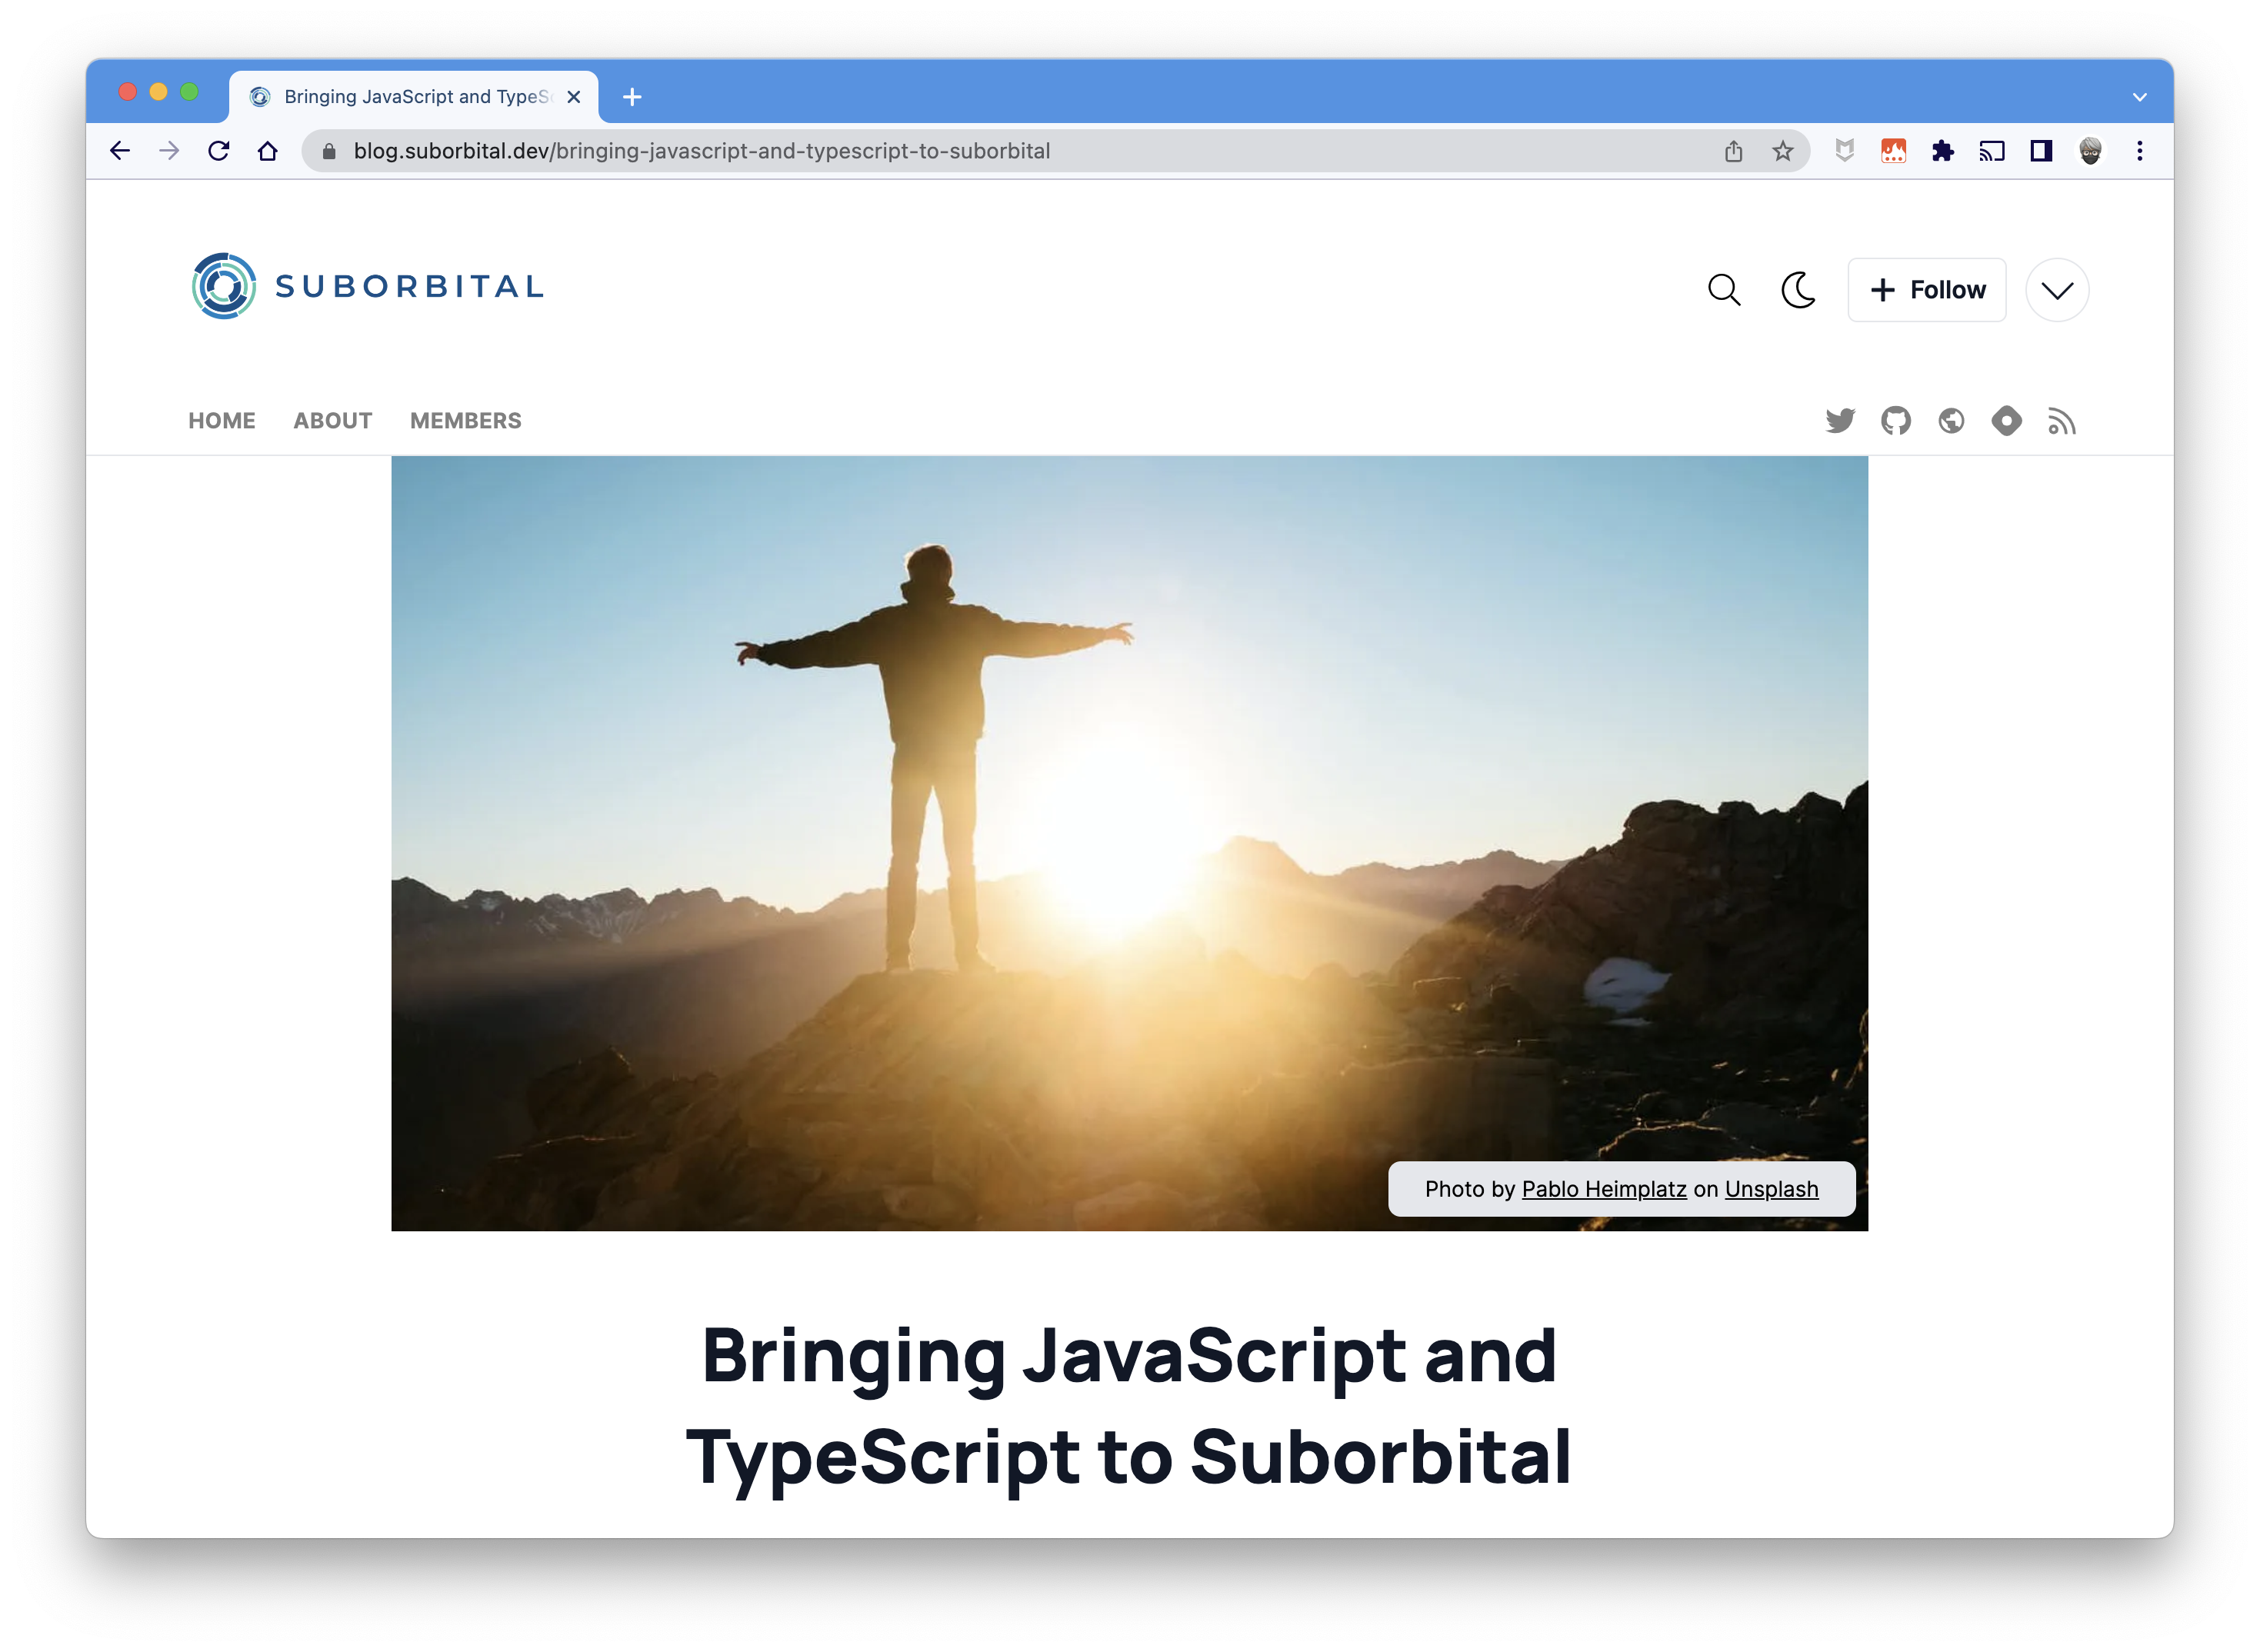 Bringing JavaScript and TypeSc
blog.suborbital.dev/bringing-javascript-and-typescript-to-suborbital
SUBORBITAL
Follow
HOME ABOUT MEMBERS
Photo by Pablo Heimplatz on Unsplash
Bringing JavaScript and
TypeScript to Suborbital